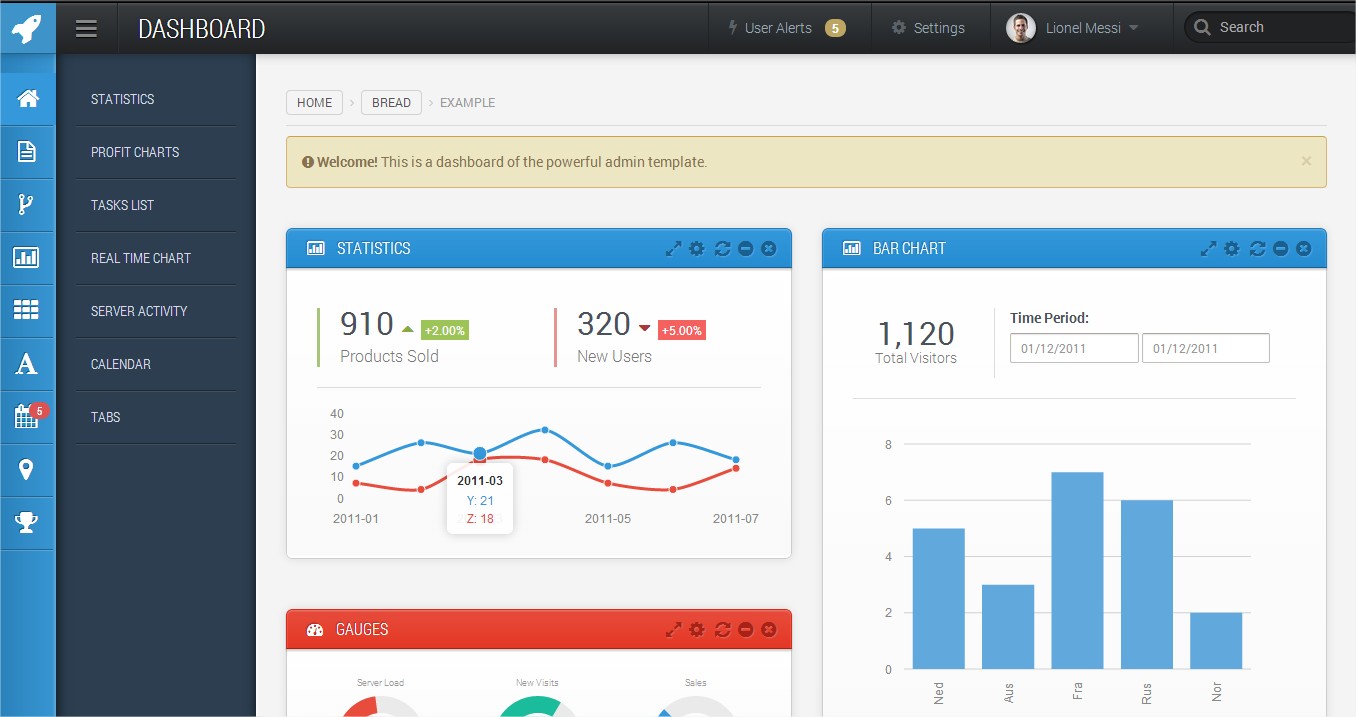 DASHBOARD
User Alerts 5
Settings
Lionel Messi
Search
5
STATISTICS
PROFIT CHARTS
TASKS LIST
REAL TIME CHART
SERVER ACTIVITY
CALENDAR
TABS
HOME › BREAD › EXAMPLE
Welcome! This is a dashboard of the powerful admin template.
×
STATISTICS
910 +2.00%
Products Sold
320 +5.00%
New Users
40
30
20
10
0
2011-03
Y: 21
Z: 18
2011-01
2011-05
2011-07
BAR CHART
1,120
Total Visitors
Time Period:
01/12/2011 01/12/2011
8
6
4
2
0
Ned
Aus
Fra
Rus
Nor
GAUGES
Server Load
New Visits
Sales